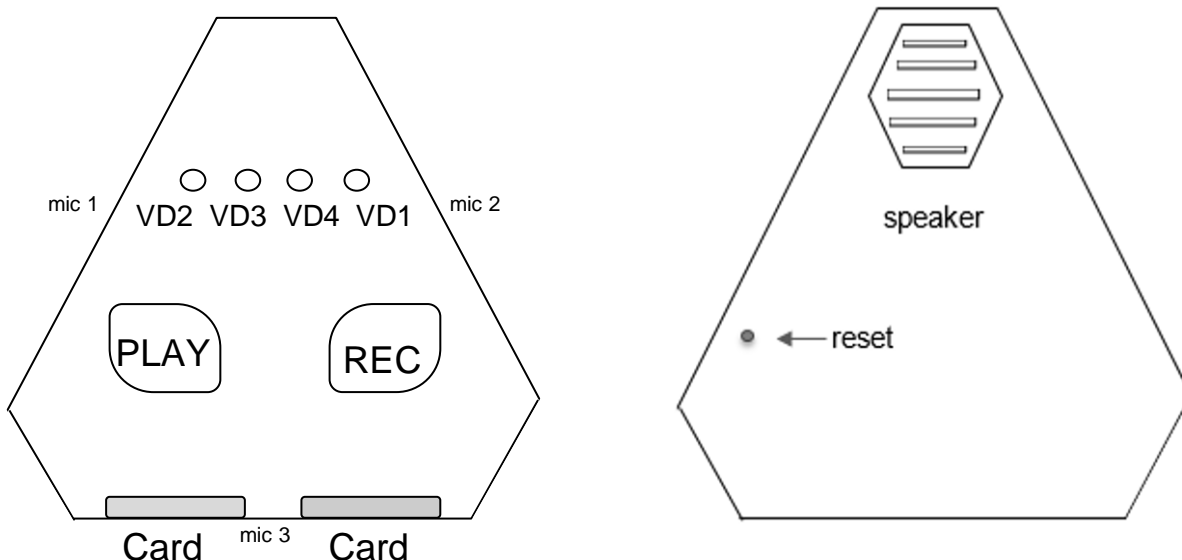 mic 1
VD2 VD3 VD4 VD1
mic 2
PLAY
REC
Card
mic 3
Card
speaker
reset